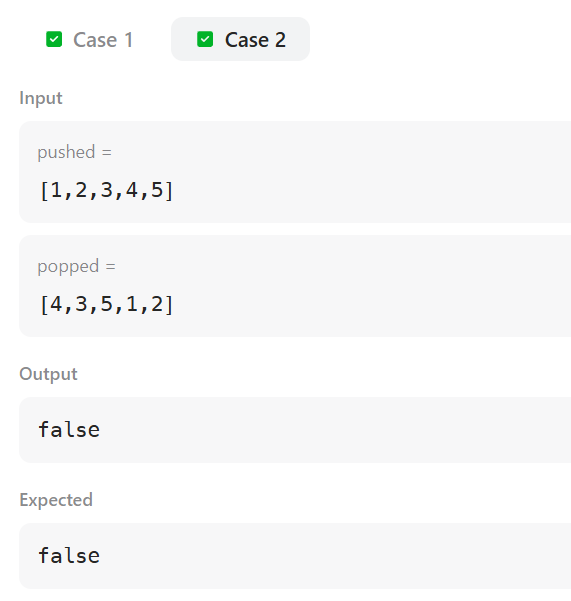 Case 1 Case 2
Input
pushed =
[1,2,3,4,5]
popped =
[4,3,5,1,2]
Output
false
Expected
false